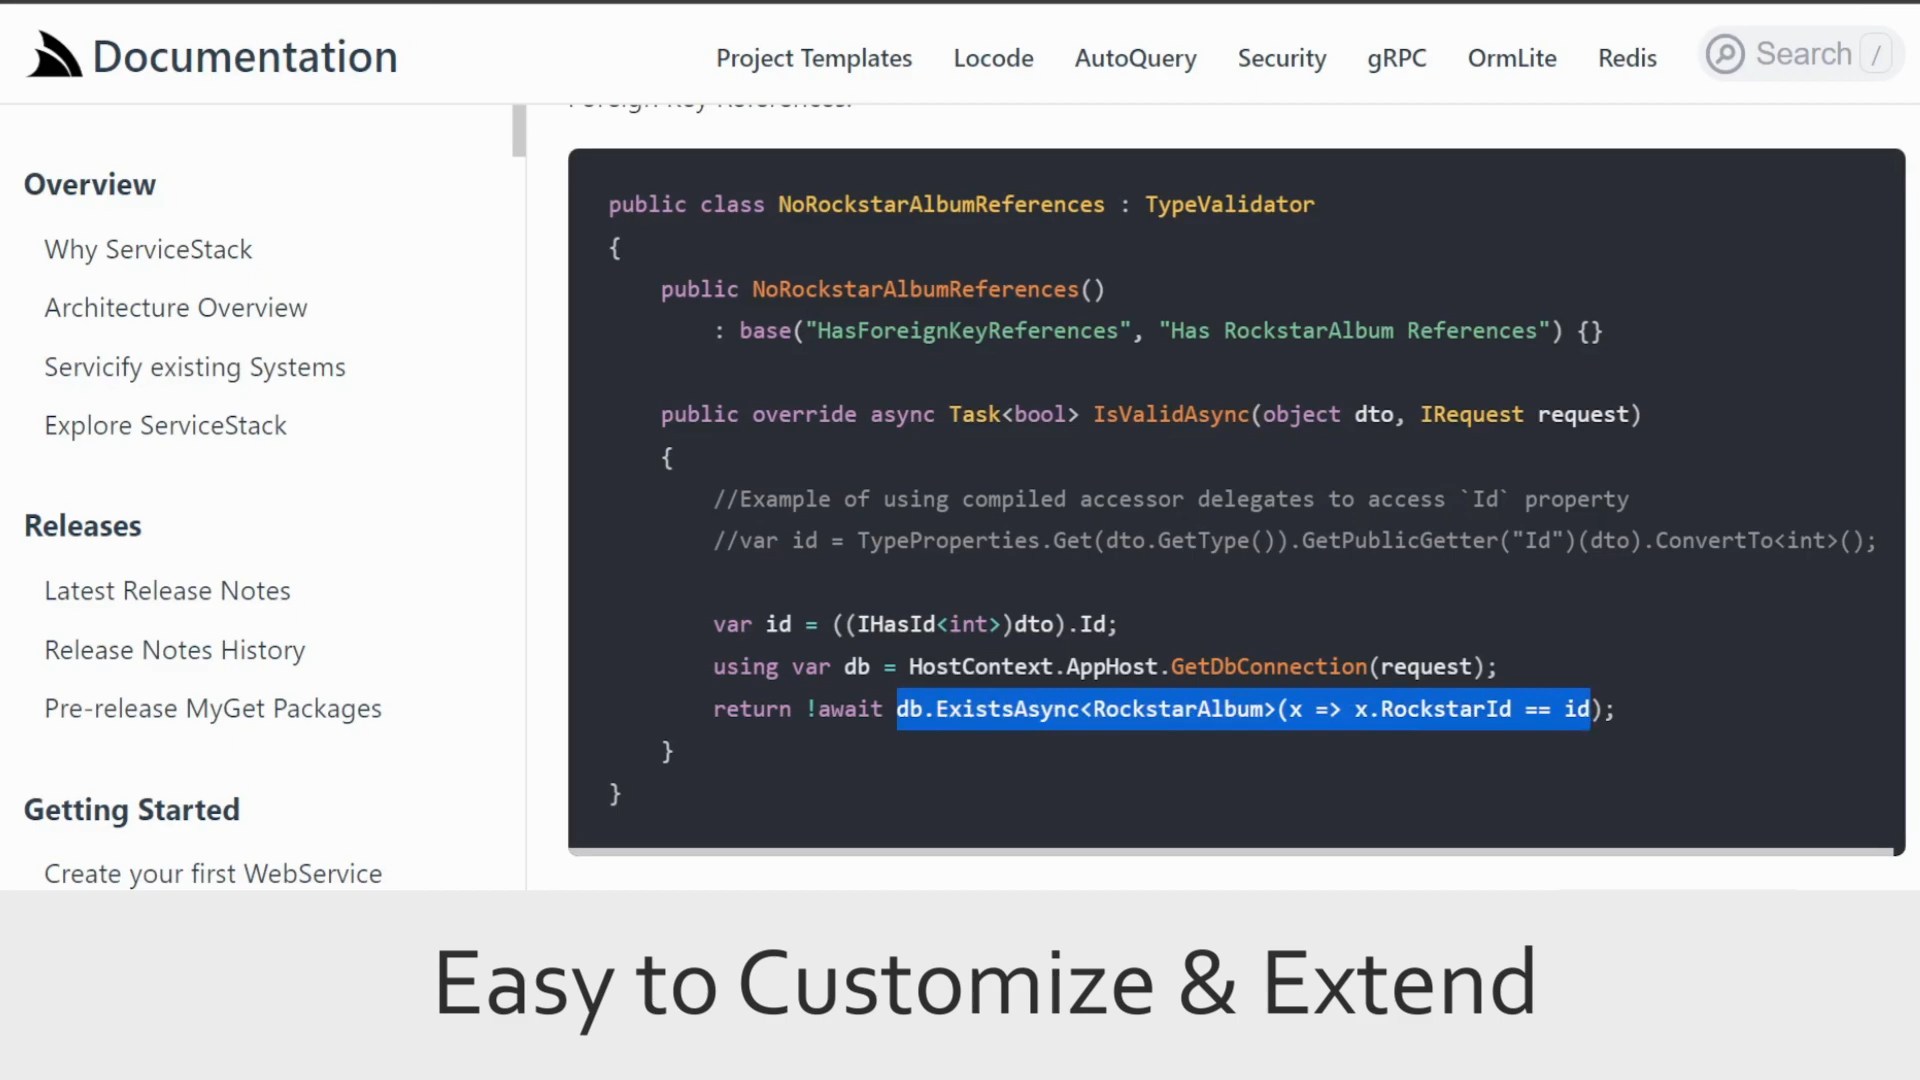 Documentation
Project Templates Locode AutoQuery Security gRPC OrmLite Redis Search /
Foreign Key References.
Overview
Why ServiceStack
Architecture Overview
Servicify existing Systems
Explore ServiceStack
Releases
Latest Release Notes
Release Notes History
Pre-release MyGet Packages
Getting Started
Create your first WebService
public class NoRockstarAlbumReferences : TypeValidator
{
public NoRockstarAlbumReferences()
: base("HasForeignKeyReferences", "Has RockstarAlbum References") {}
public override async Task<bool> IsValidAsync(object dto, IRequest request)
{
//Example of using compiled accessor delegates to access `Id` property
//var id = TypeProperties.Get(dto.GetType()).GetPublicGetter("Id")(dto).ConvertTo<int>();
var id = ((IHasId<int>)dto).Id;
using var db = HostContext.AppHost.GetDbConnection(request);
return !await db.ExistsAsync<RockstarAlbum>(x => x.RockstarId == id);
}
}
Easy to Customize & Extend